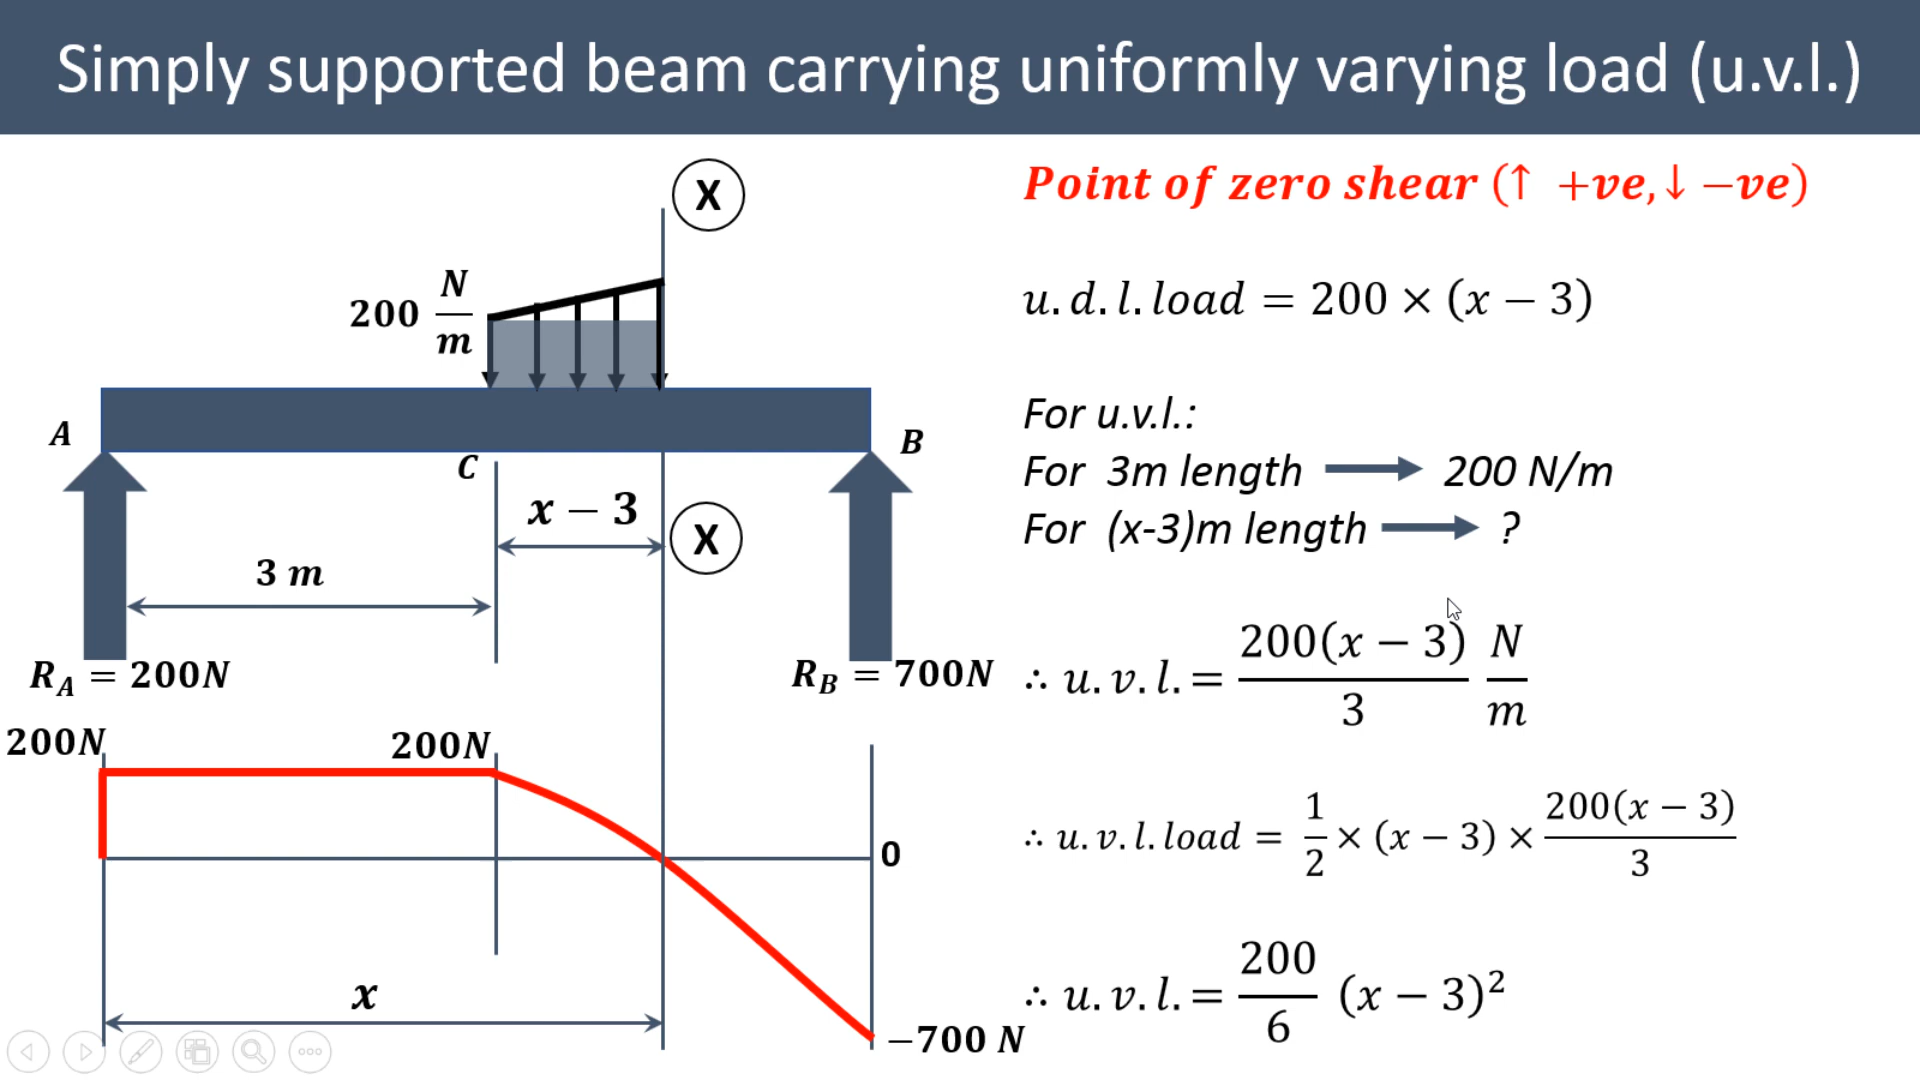 Simply supported beam carrying uniformly varying load (u.v.l.)
X
200 N/m
A
B
C
x − 3
X
3 m
R_A = 200N
R_B = 700N
200N
200N
0
x
−700 N
Point of zero shear (↑ +ve,↓ −ve)
u.d.l.load = 200 × (x − 3)
For u.v.l.:
For 3m length → 200 N/m
For (x-3)m length → ?
∴ u.v.l.= 200(x − 3)/3 N/m
∴ u.v.l.load = 1/2 × (x − 3) × 200(x − 3)/3
∴ u.v.l.= 200/6 (x − 3)²